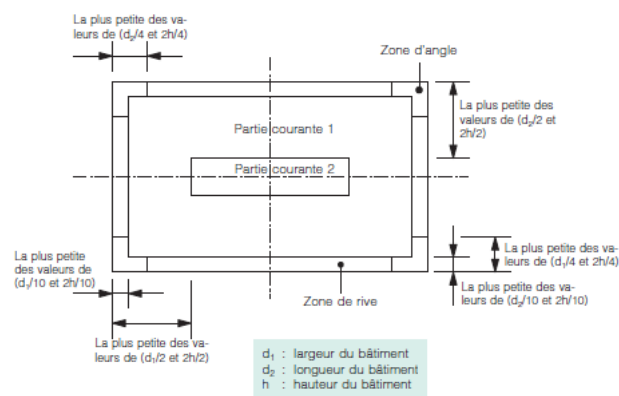 La plus petite des va-
leurs de (d₂/4 et 2h/4)
Zone d'angle
La plus petite des
valeurs de (d₂/2 et
2h/2)
Partie courante 1
Partie courante 2
La plus petite
des valeurs de
(d₁/10 et 2h/10)
La plus petite des va-
leurs de (d₁/4 et 2h/4)
La plus petite des va-
leurs de (d₂/10 et 2h/10)
Zone de rive
La plus petite des va-
leurs de (d₁/2 et 2h/2)
d₁ : largeur du bâtiment
d₂ : longueur du bâtiment
h : hauteur du bâtiment